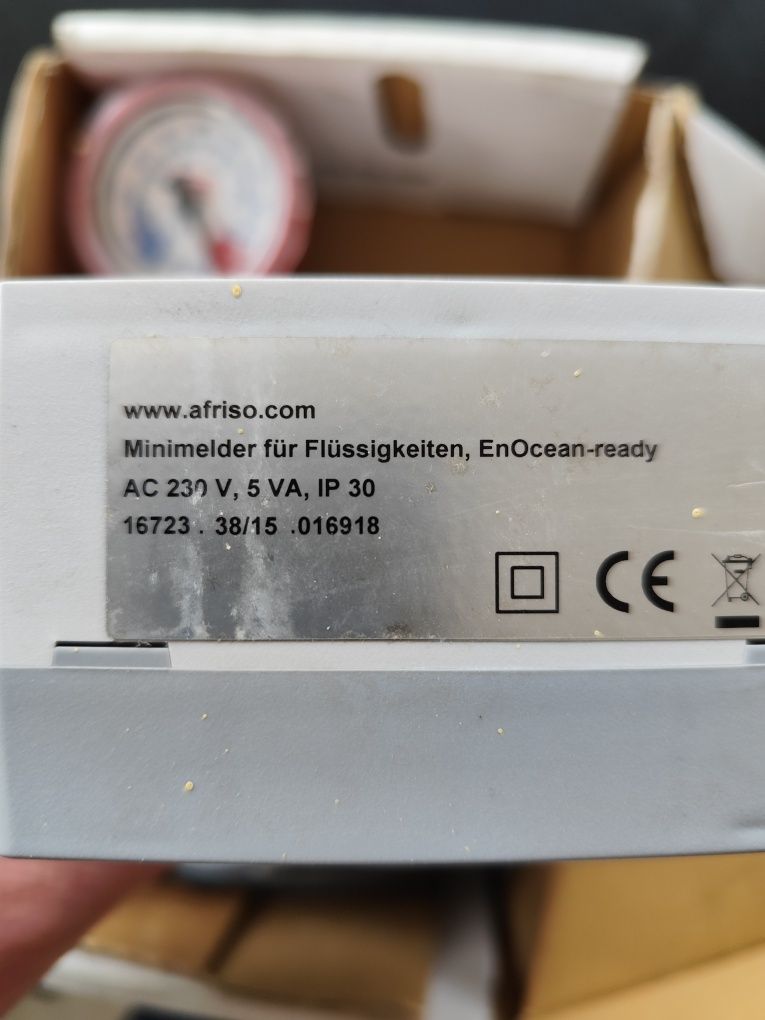 www.afriso.com
Minimelder für Flüssigkeiten, EnOcean-ready
AC 230 V, 5 VA, IP 30
16723 . 38/15 .016918
CE